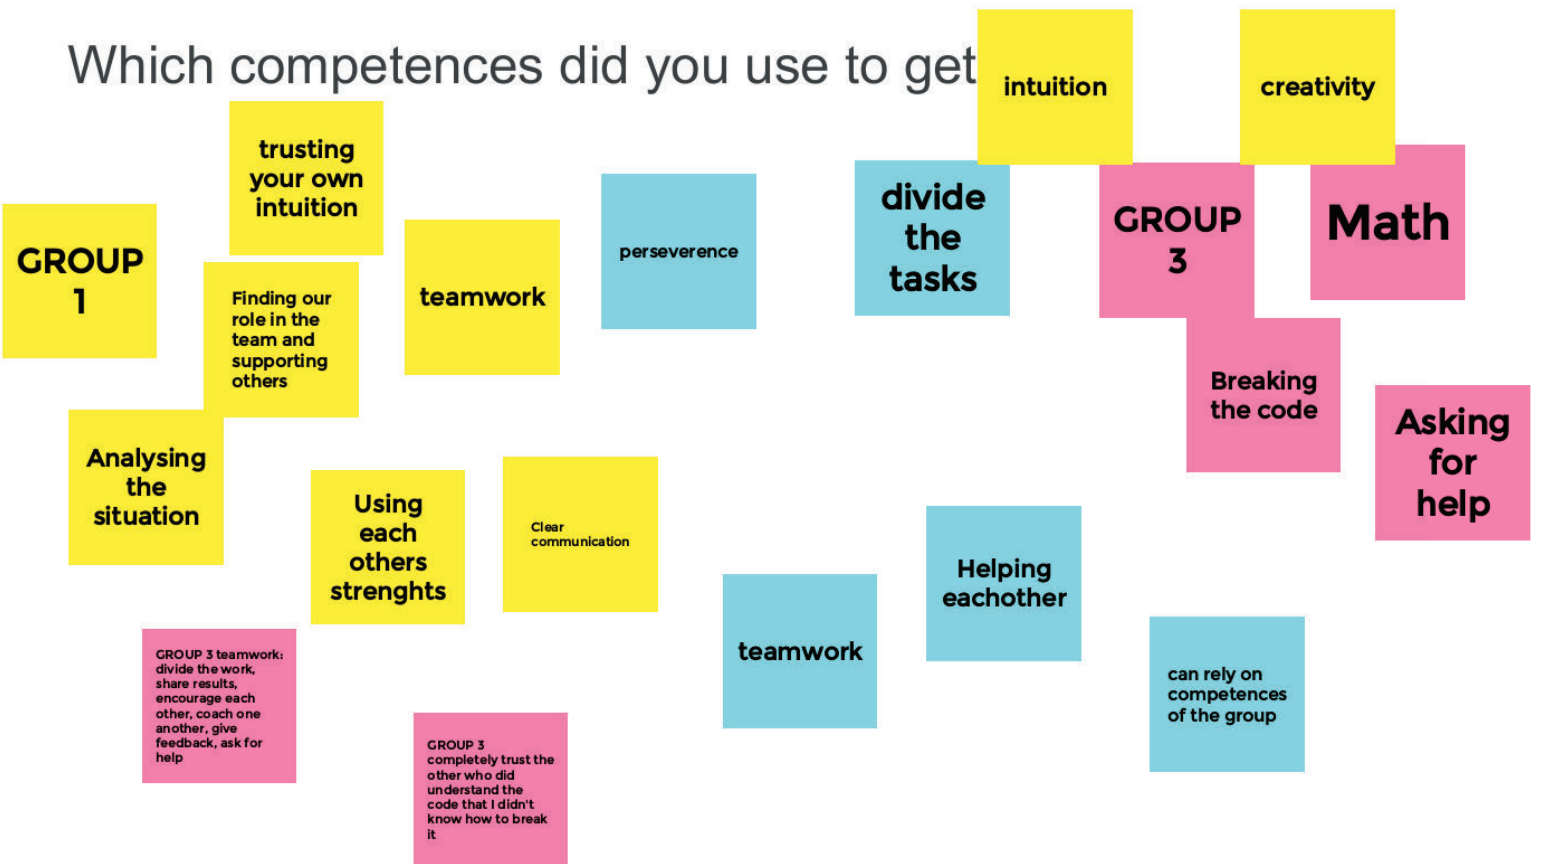 Which competences did you use to get
intuition
creativity
trusting
your own
intuition
GROUP
1
Finding our
role in the
team and
supporting
others
teamwork
perseverence
divide
the
tasks
GROUP
3
Math
Breaking
the code
Asking
for
help
Analysing
the
situation
Using
each
others
strenghts
Clear
communication
Helping
eachother
teamwork
can rely on
competences
of the group
GROUP 3 teamwork:
divide the work,
share results,
encourage each
other, coach one
another, give
feedback, ask for
help
GROUP 3
completely trust the
other who did
understand the
code that I didn't
know how to break
it